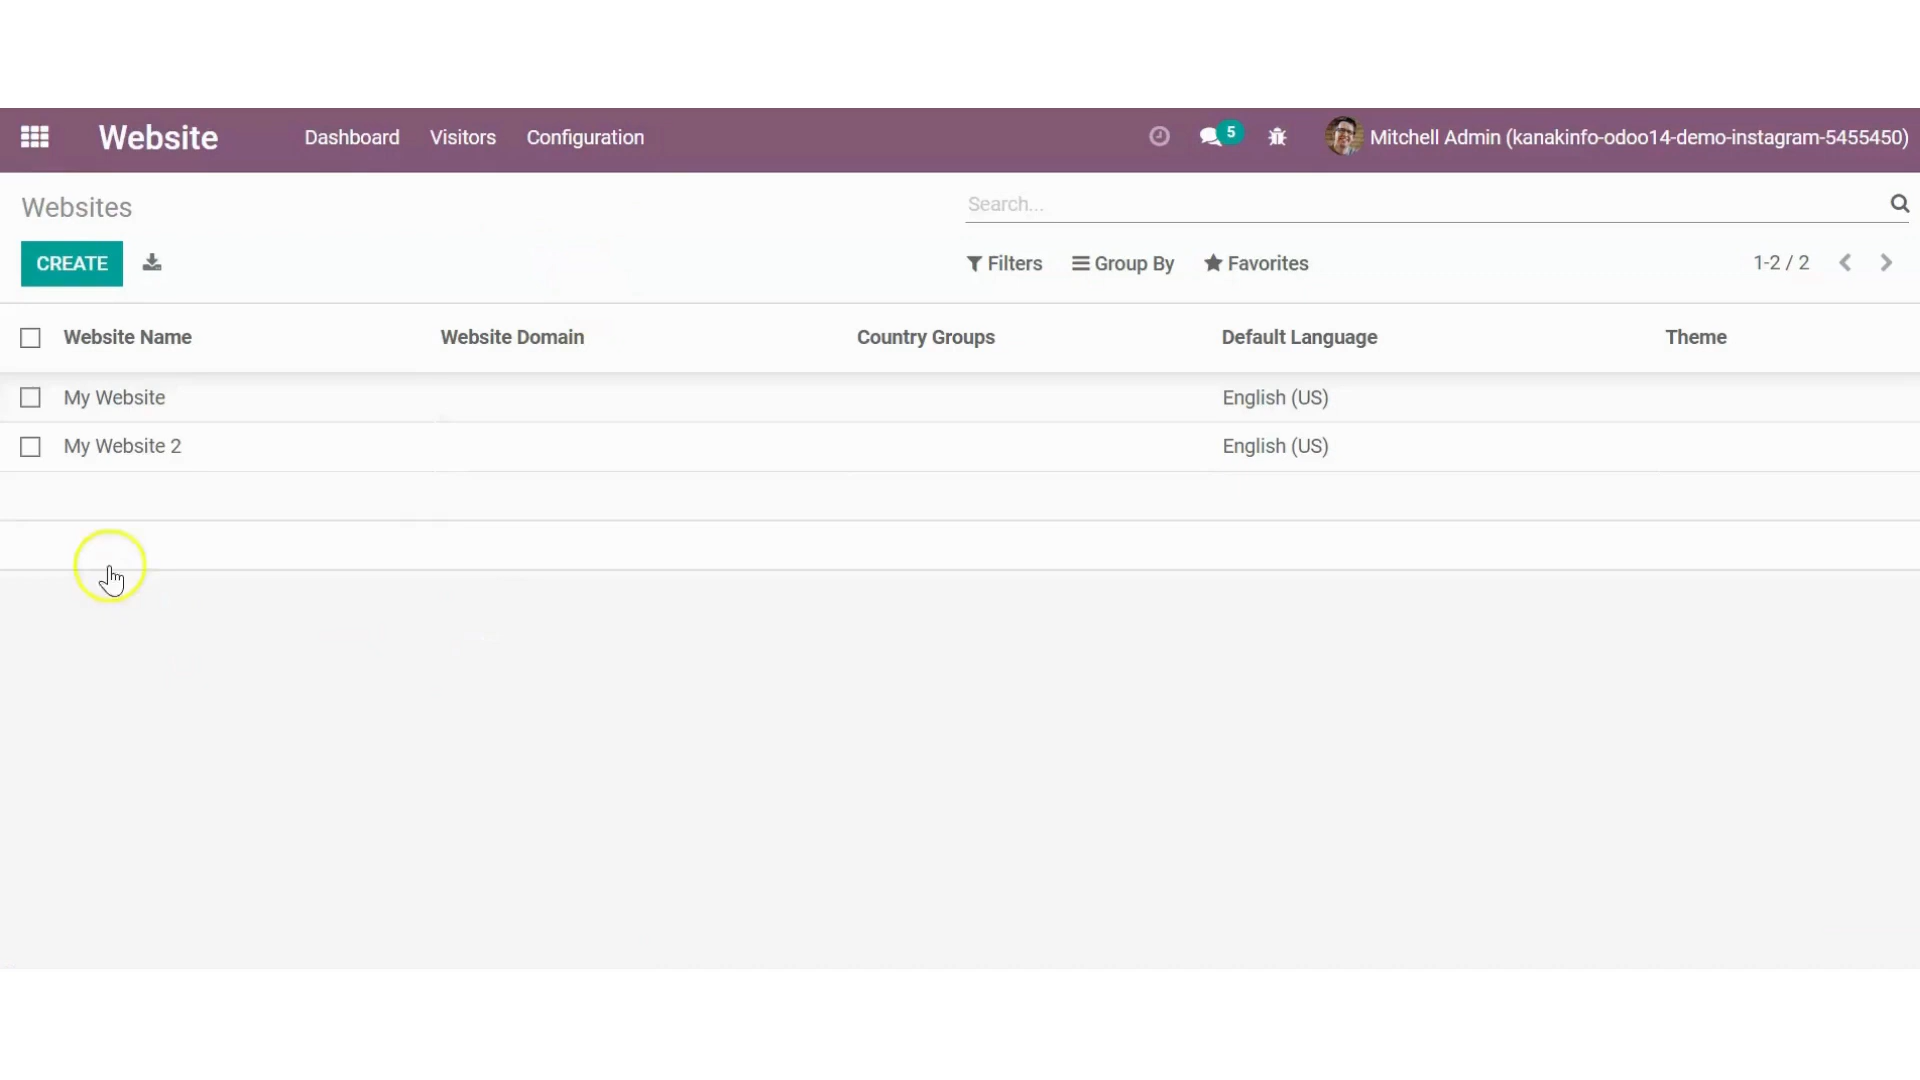 Website Dashboard Visitors Configuration 5 Mitchell Admin (kanakinfo-odoo14-demo-instagram-5455450)
Websites Search...
CREATE Filters Group By Favorites 1-2 / 2
Website Name Website Domain Country Groups Default Language Theme
My Website English (US)
My Website 2 English (US)